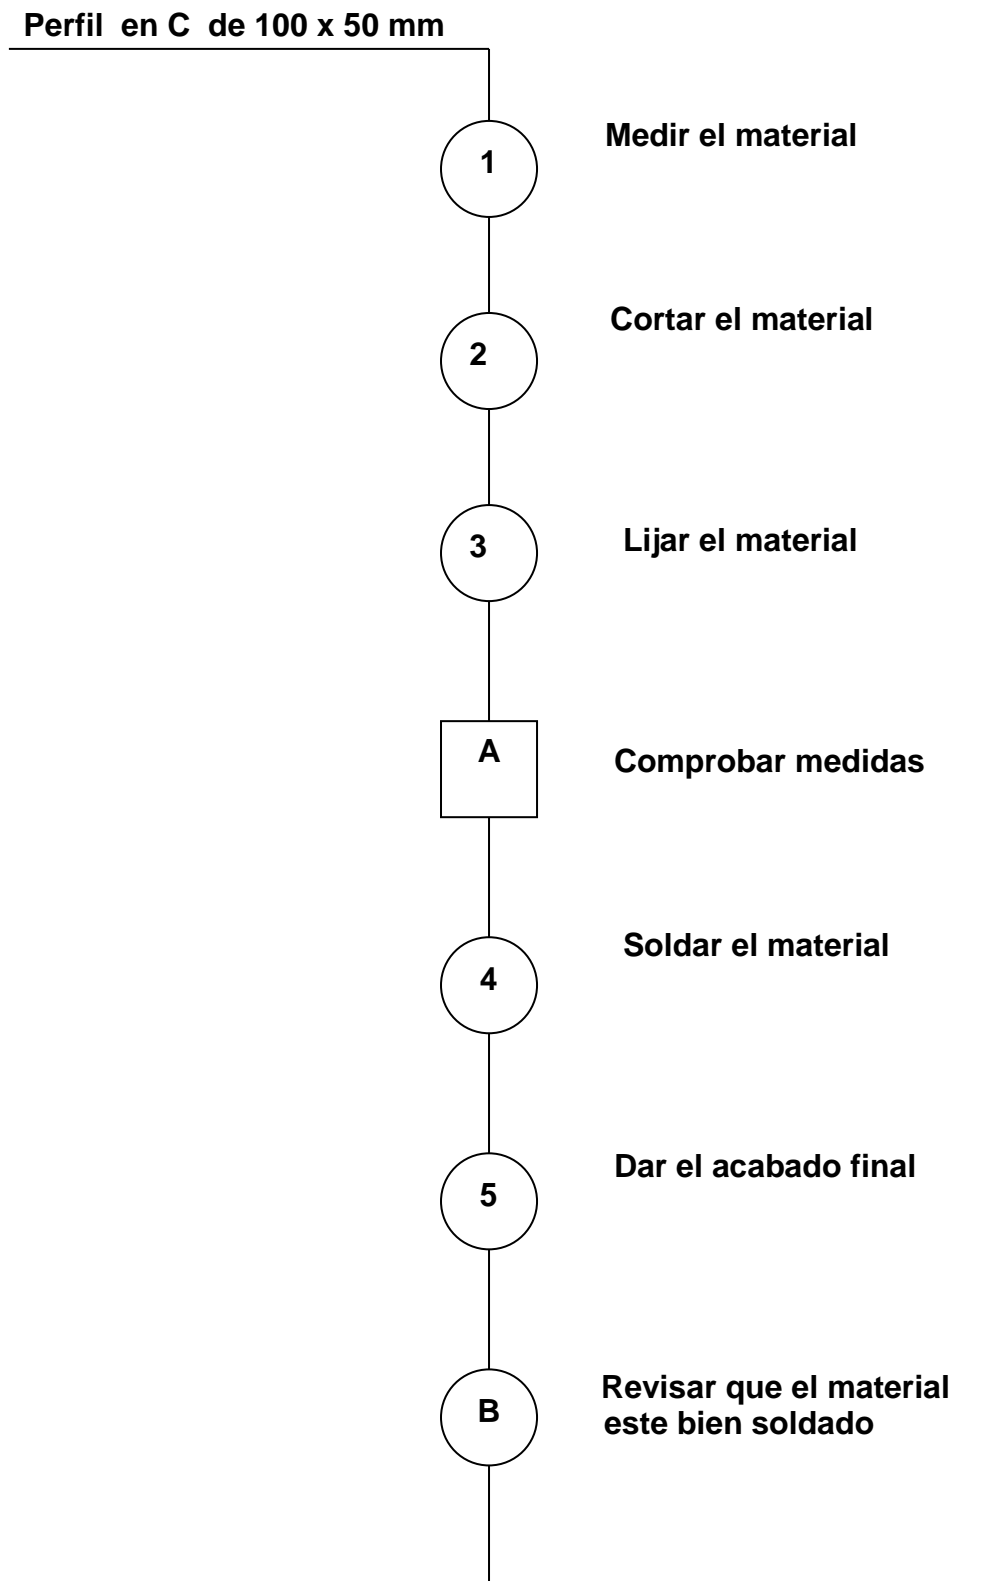 Perfil en C de 100 x 50 mm
1
Medir el material
Cortar el material
2
3
Lijar el material
A
Comprobar medidas
Soldar el material
4
Dar el acabado final
5
Revisar que el material
B
este bien soldado